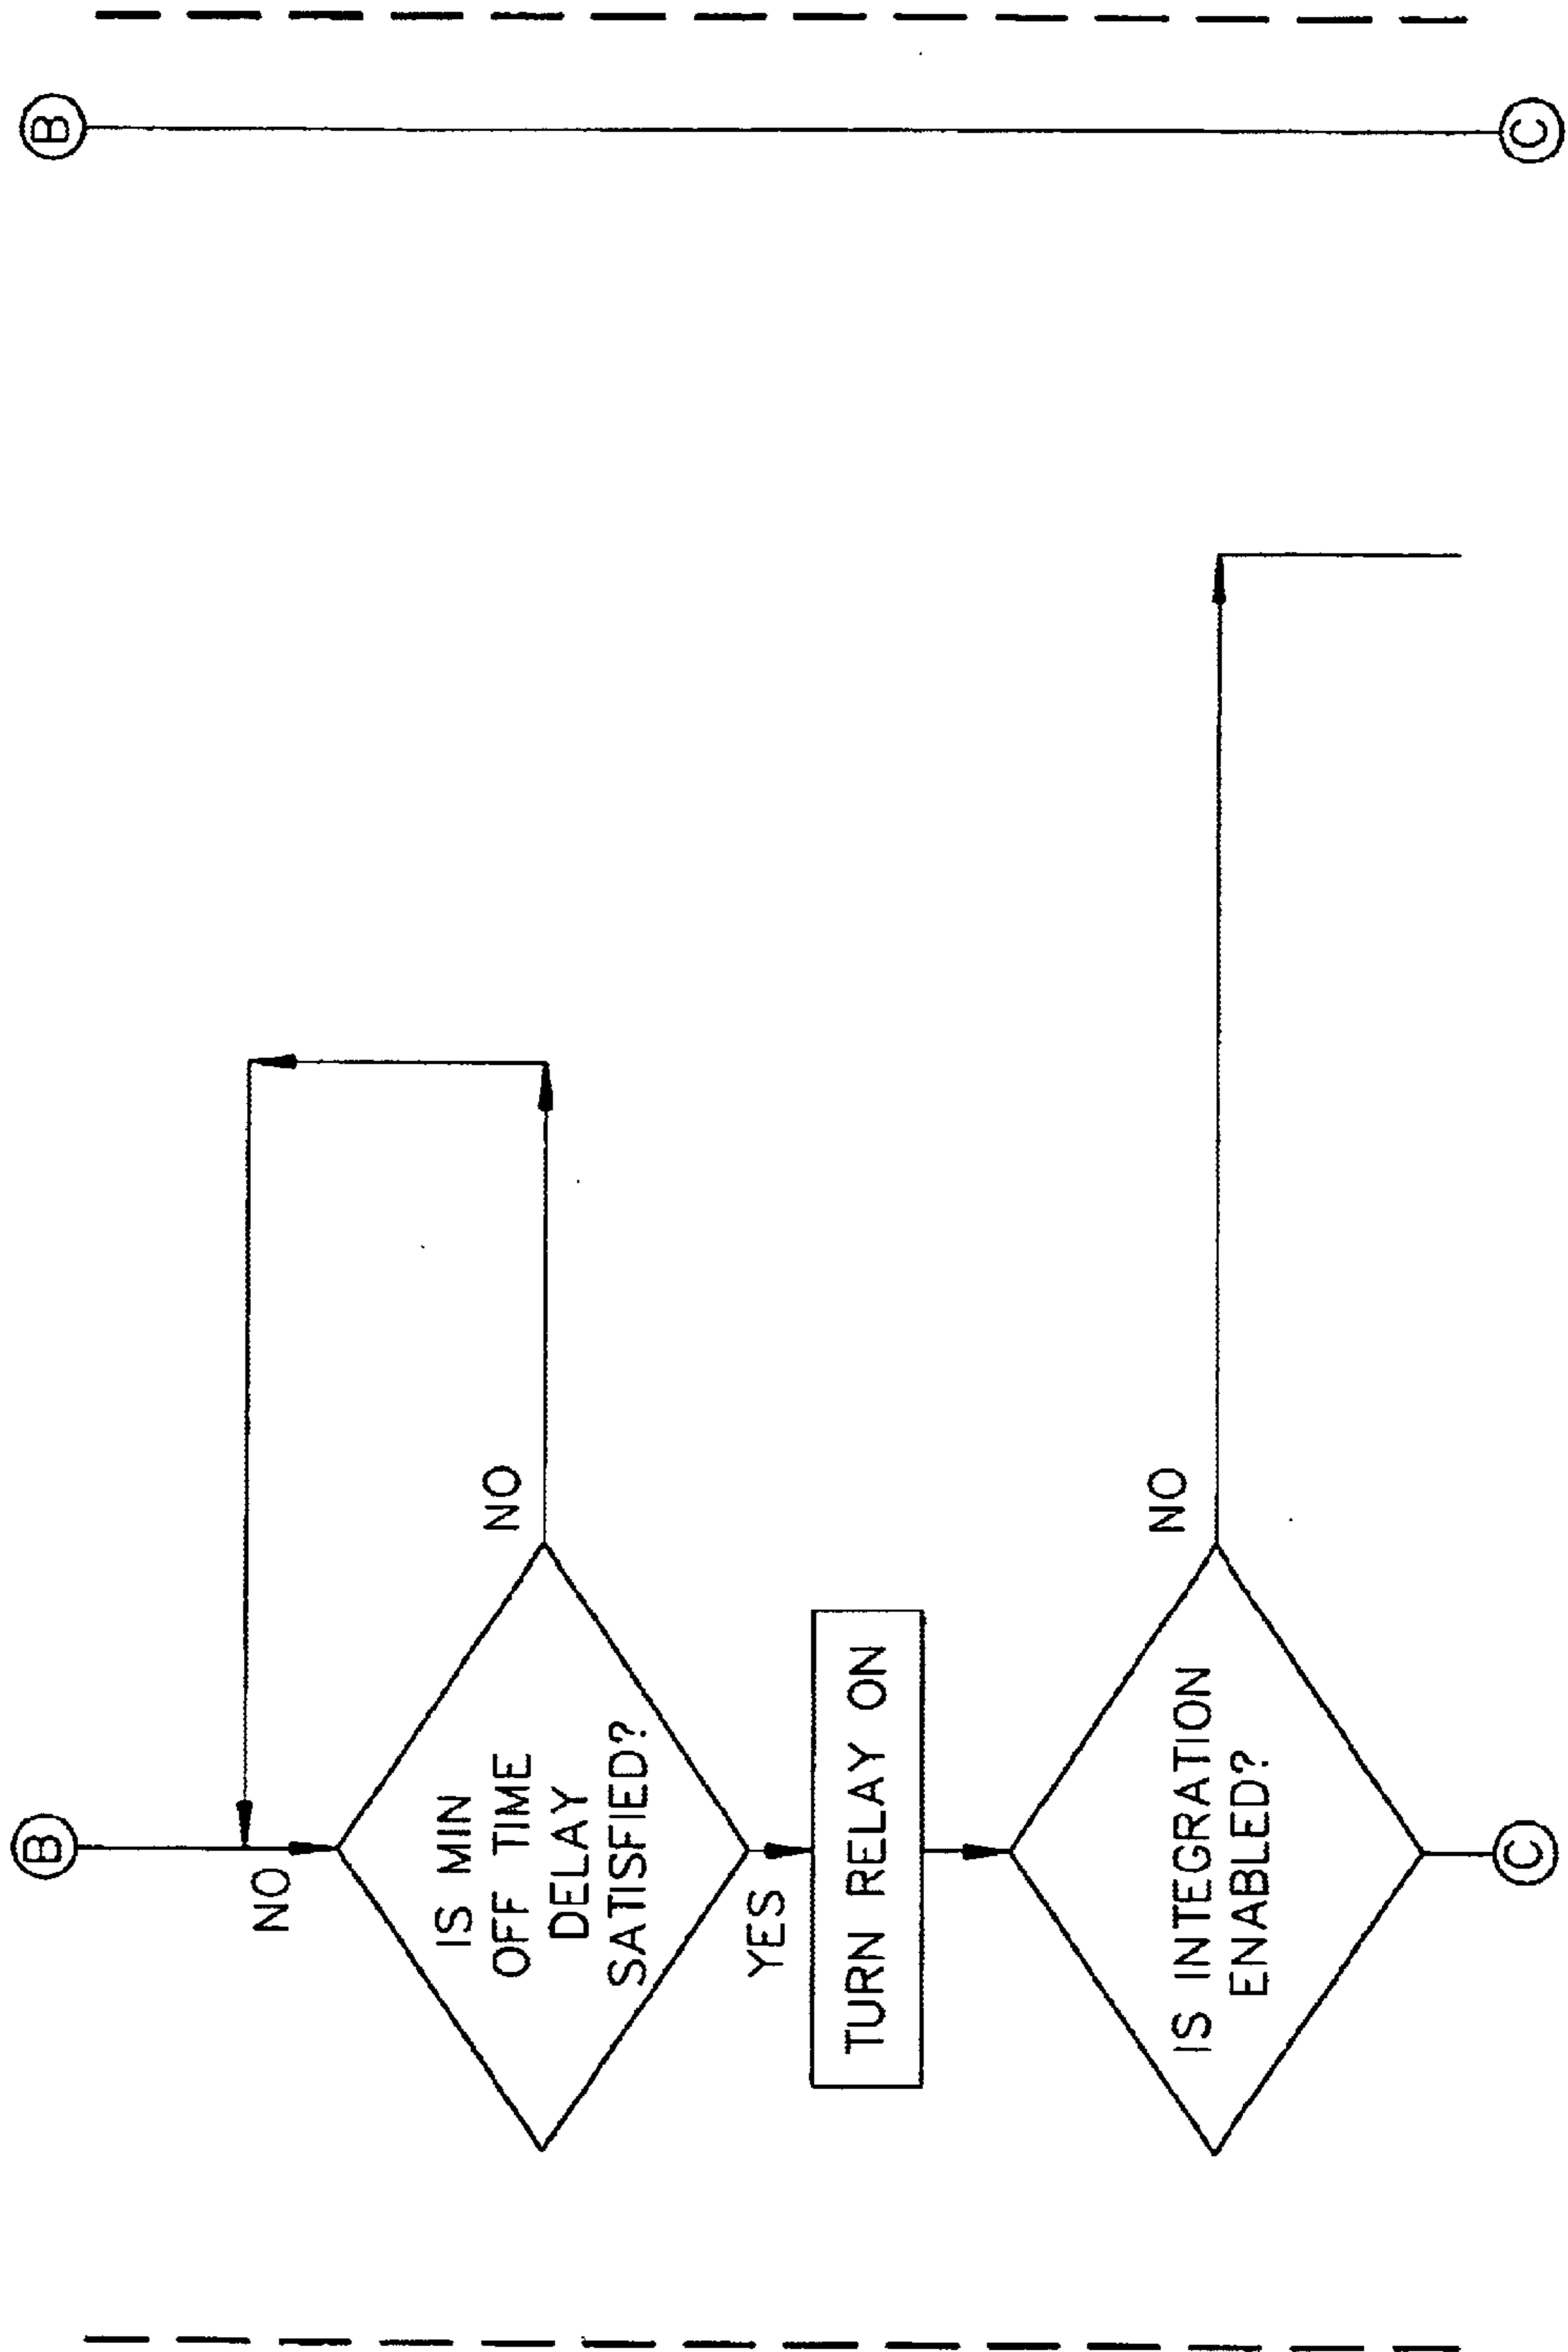 B
NO
IS MIN
OFF TIME
DELAY
SATISFIED?
NO
YES
TURN RELAY ON
IS INTEGRATION
ENABLED?
NO
C
B
C